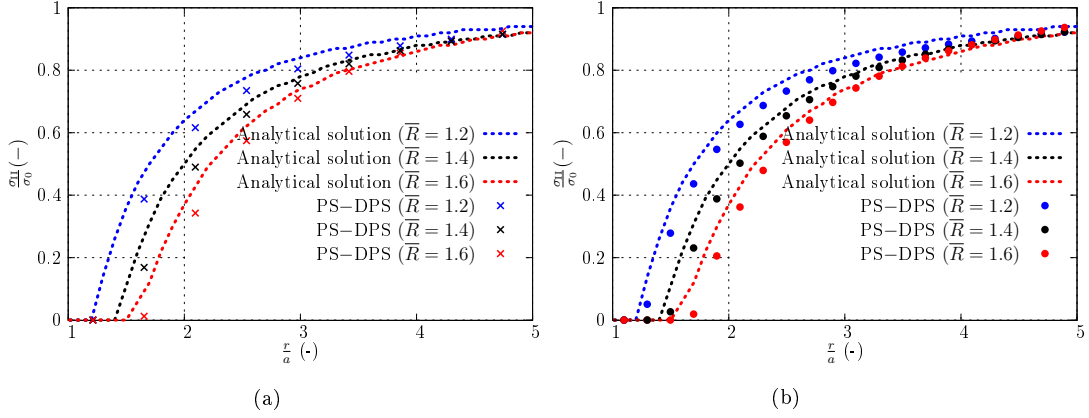 1
0.8
0.6
0.4
0.2
0
σ_II/σ_0 (−)
Analytical solution (R̅ = 1.2)
Analytical solution (R̅ = 1.4)
Analytical solution (R̅ = 1.6)
PS−DPS (R̅ = 1.2)
PS−DPS (R̅ = 1.4)
PS−DPS (R̅ = 1.6)
1 2 3 4 5
r/a (-)
(a)
1
0.8
0.6
0.4
0.2
0
σ_II/σ_0 (−)
Analytical solution (R̅ = 1.2)
Analytical solution (R̅ = 1.4)
Analytical solution (R̅ = 1.6)
PS−DPS (R̅ = 1.2)
PS−DPS (R̅ = 1.4)
PS−DPS (R̅ = 1.6)
1 2 3 4 5
r/a (-)
(b)